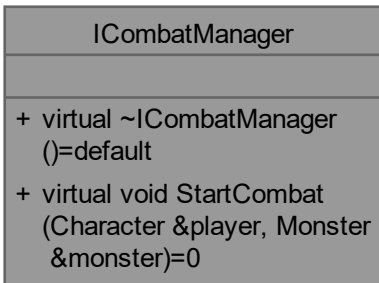 ICombatManager
+ virtual ~ICombatManager
()=default
+ virtual void StartCombat
(Character &player, Monster
&monster)=0